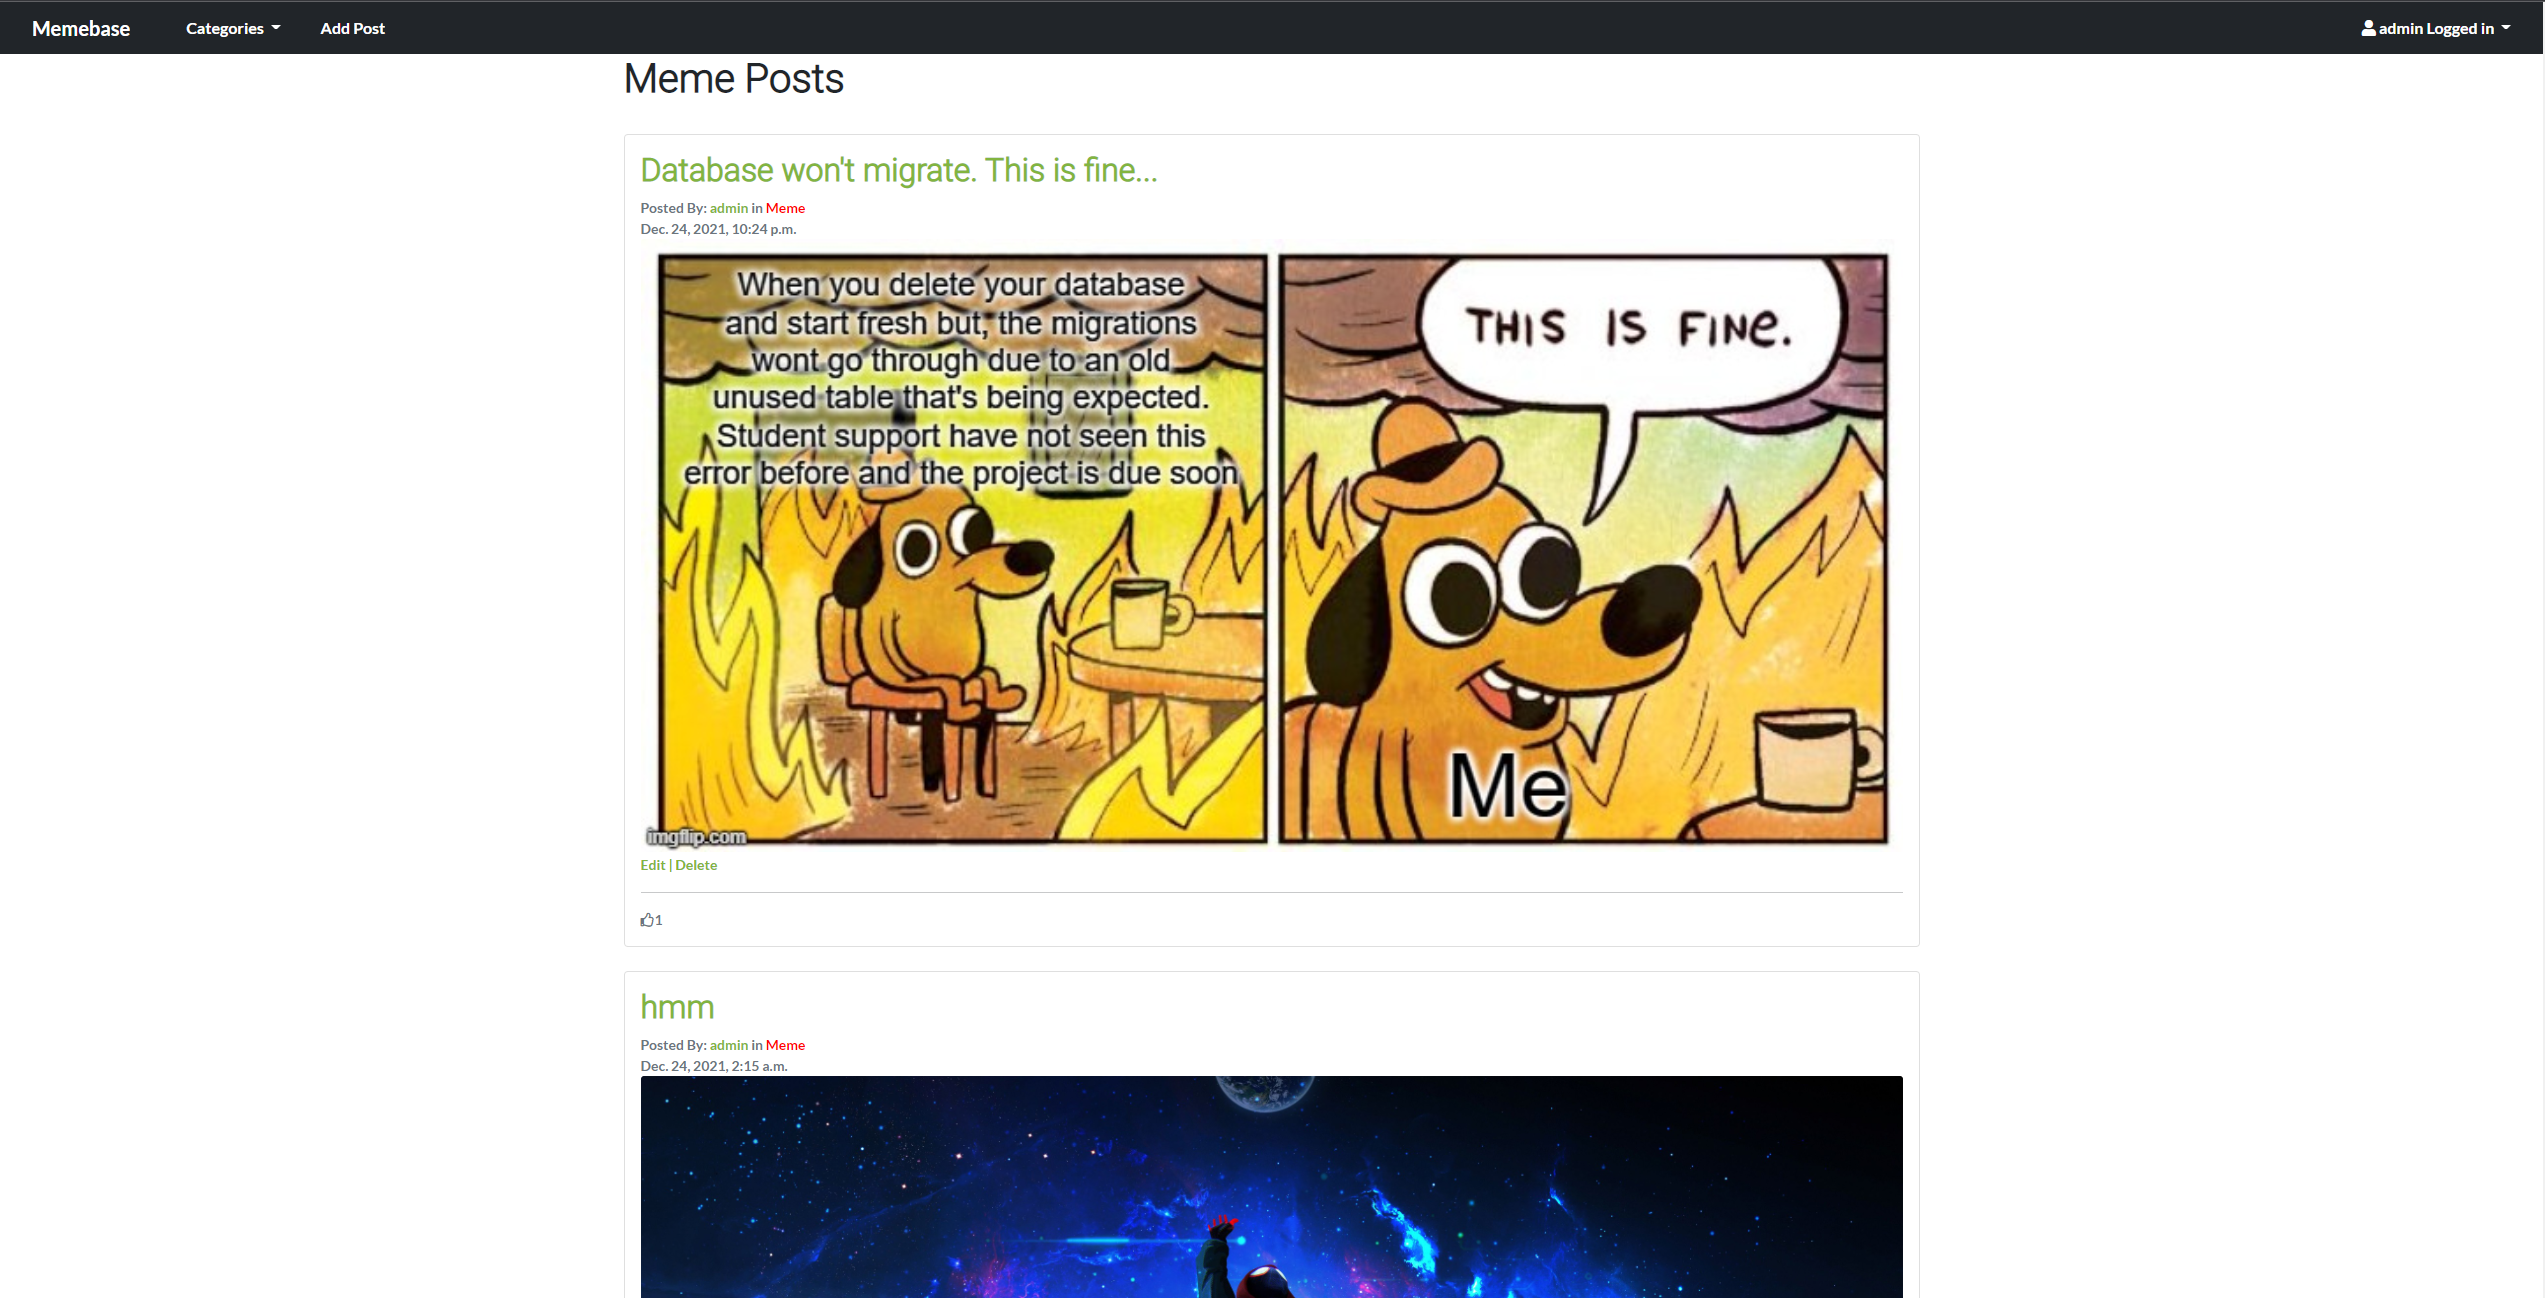 Memebase Categories Add Post admin Logged in
Meme Posts
Database won't migrate. This is fine...
Posted By: admin in Meme
Dec. 24, 2021, 10:24 p.m.
When you delete your database
and start fresh but, the migrations
wont go through due to an old
unused table that's being expected.
Student support have not seen this
error before and the project is due soon
THIS IS FINE.
Me
imgflip.com
Edit | Delete
1
hmm
Posted By: admin in Meme
Dec. 24, 2021, 2:15 a.m.